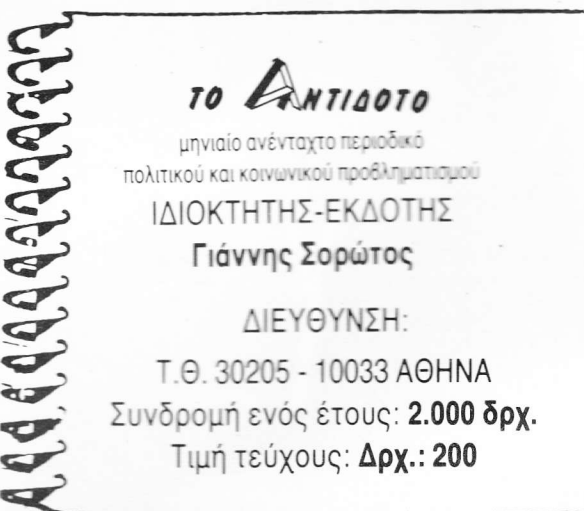 ΤΟ ΑΝΤΙΔΟΤΟ
μηνιαίο ανένταχτο περιοδικό
πολιτικού και κοινωνικού προβληματισμού
ΙΔΙΟΚΤΗΤΗΣ-ΕΚΔΟΤΗΣ
Γιάννης Σορώτος
ΔΙΕΥΘΥΝΣΗ:
Τ.Θ. 30205 - 10033 ΑΘΗΝΑ
Συνδρομή ενός έτους: 2.000 δρχ.
Τιμή τεύχους: Δρχ.: 200